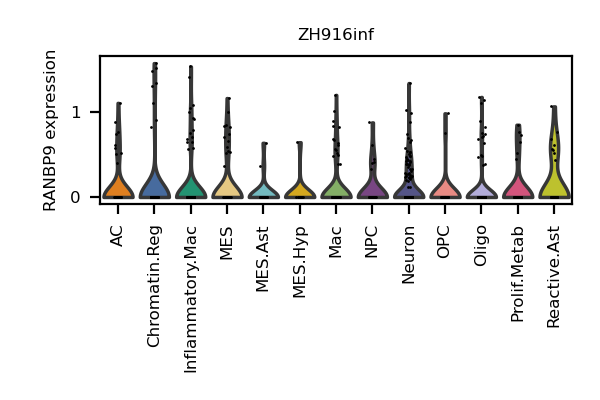 ZH916inf
RANBP9 expression
1
0
AC
Chromatin.Reg
Inflammatory.Mac
MES
MES.Ast
MES.Hyp
Mac
NPC
Neuron
OPC
Oligo
Prolif.Metab
Reactive.Ast